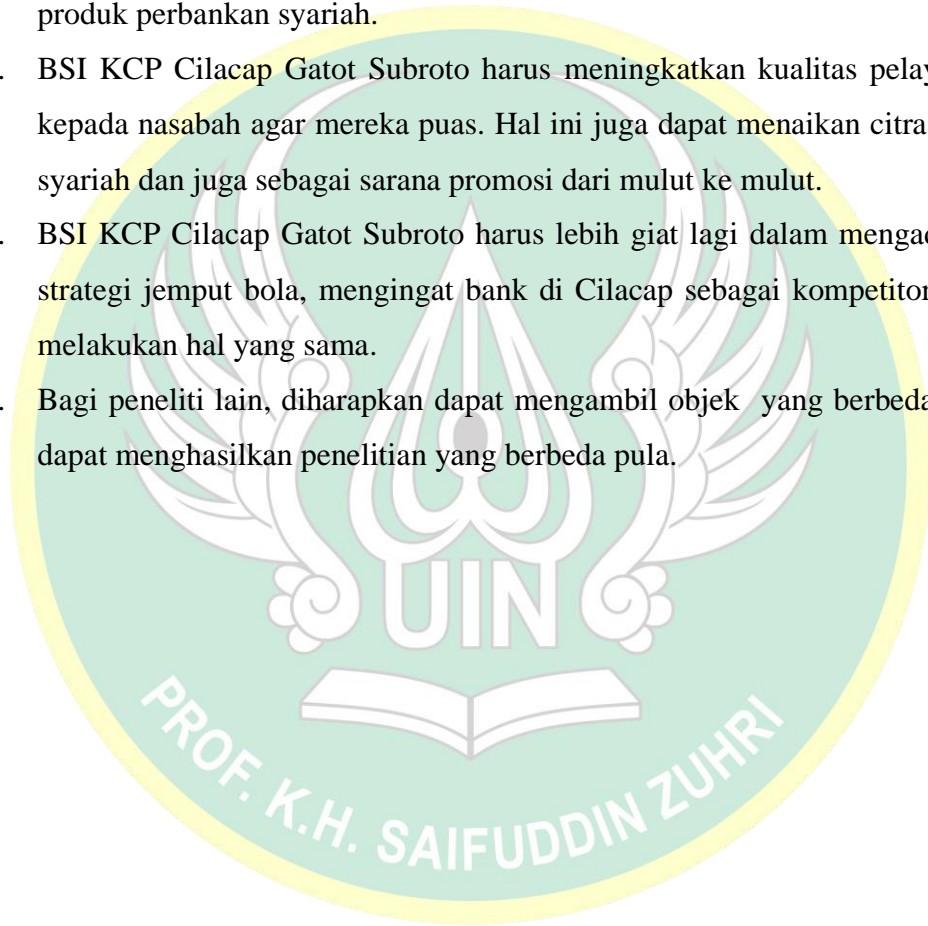 produk perbankan syariah.
. BSI KCP Cilacap Gatot Subroto harus meningkatkan kualitas pelay
kepada nasabah agar mereka puas. Hal ini juga dapat menaikan citra
syariah dan juga sebagai sarana promosi dari mulut ke mulut.
. BSI KCP Cilacap Gatot Subroto harus lebih giat lagi dalam mengad
strategi jemput bola, mengingat bank di Cilacap sebagai kompetitor
melakukan hal yang sama.
. Bagi peneliti lain, diharapkan dapat mengambil objek yang berbeda
dapat menghasilkan penelitian yang berbeda pula.
UIN
PROF. K.H. SAIFUDDIN ZUHRI